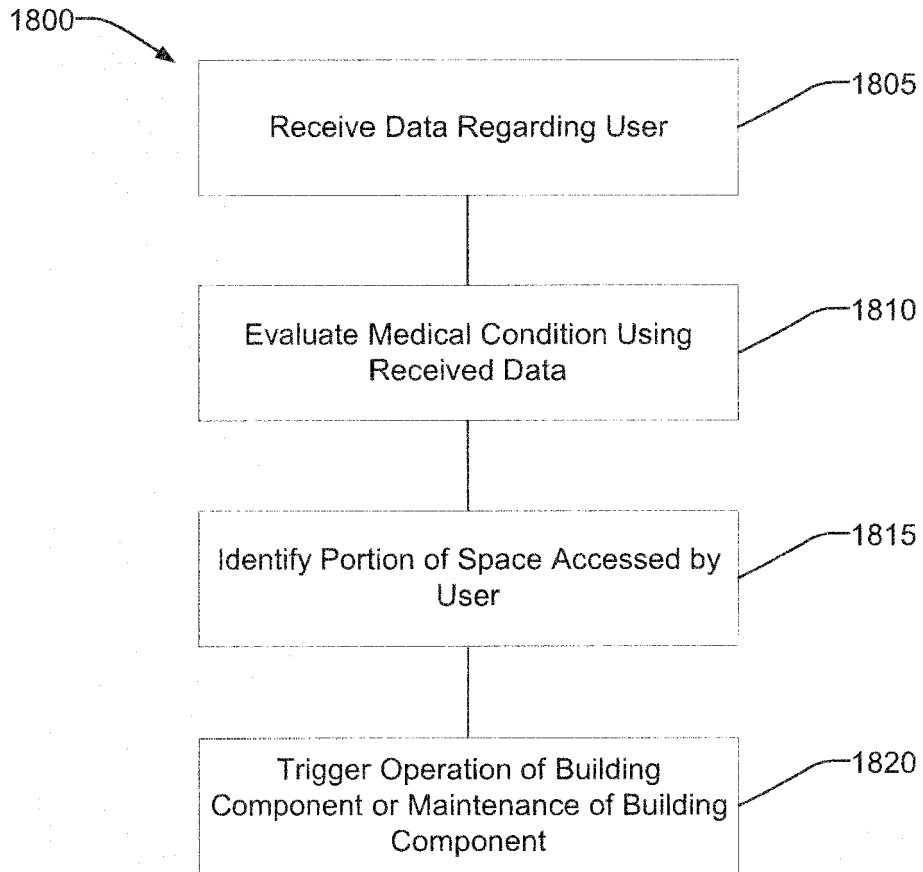 1800
Receive Data Regarding User
1805
Evaluate Medical Condition Using
Received Data
1810
Identify Portion of Space Accessed by
User
1815
Trigger Operation of Building
Component or Maintenance of Building
Component
1820